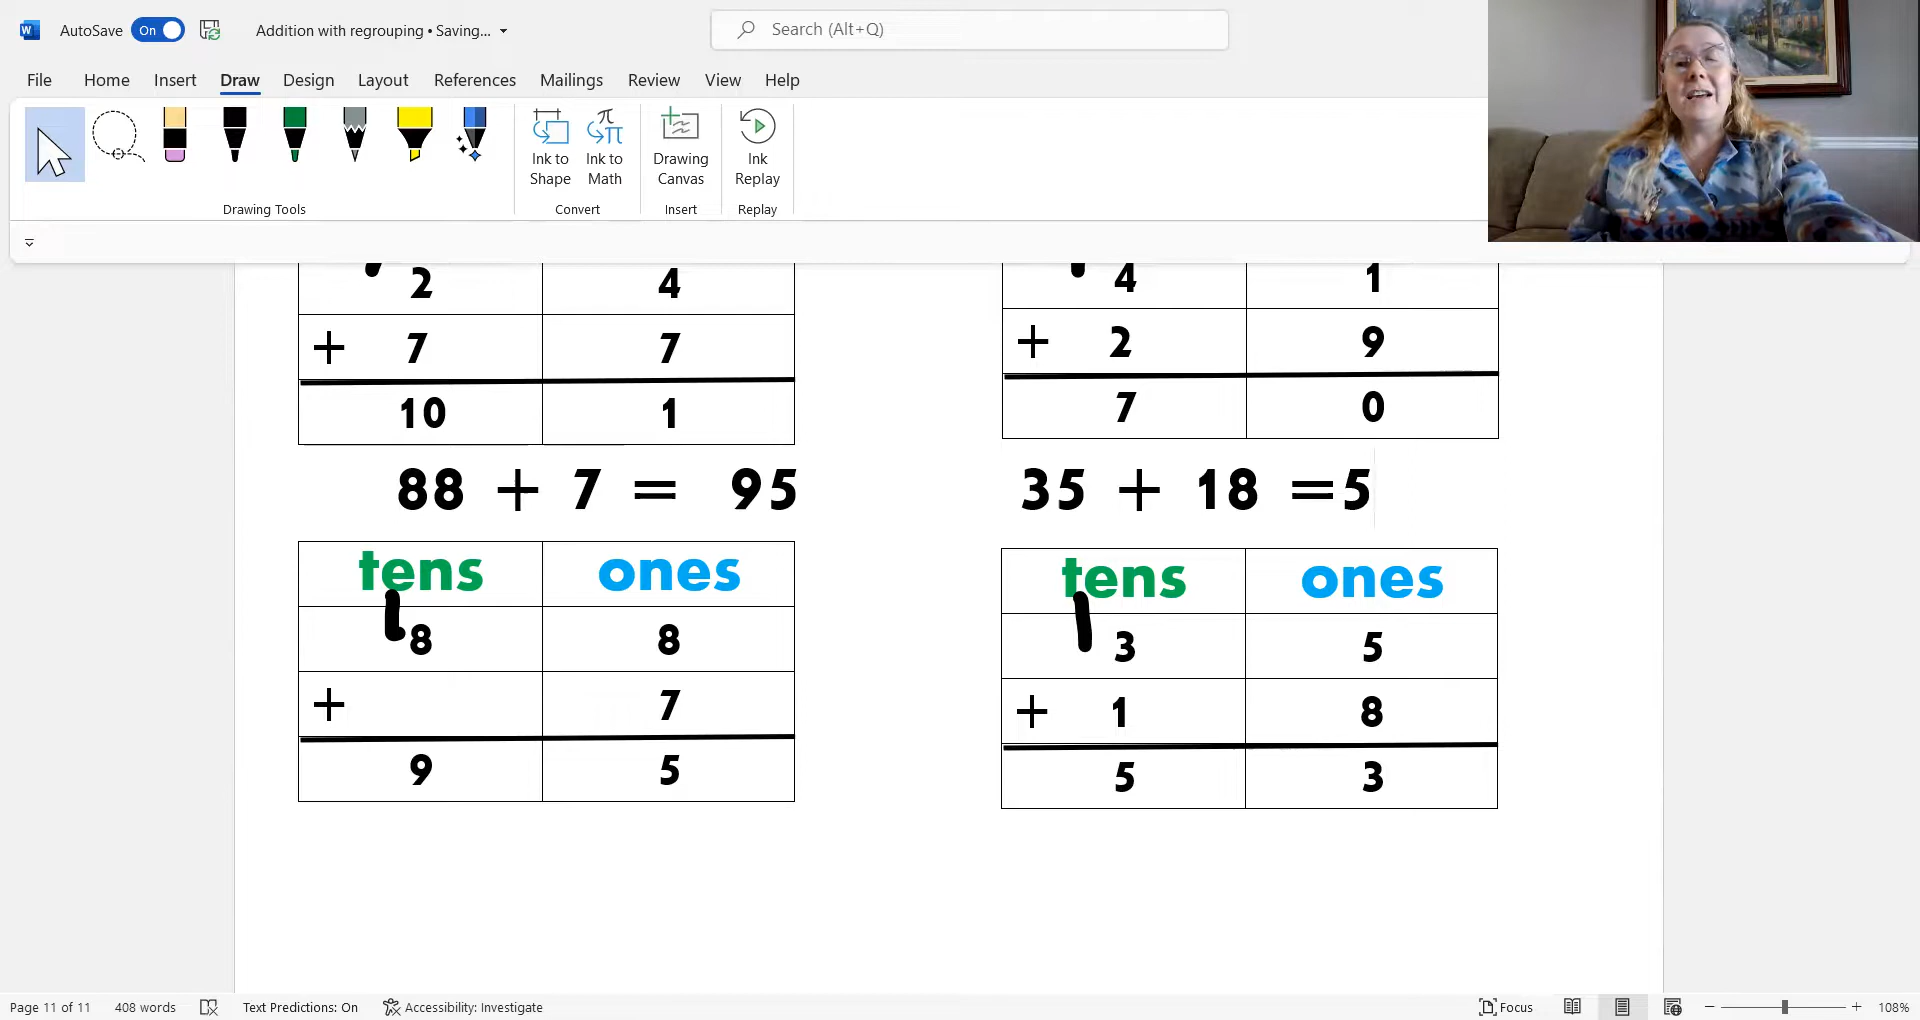 AutoSave On Addition with regrouping • Saving... Search (Alt+Q)
File Home Insert Draw Design Layout References Mailings Review View Help
Ink to Shape
Ink to Math
Drawing Canvas
Ink Replay
Drawing Tools Convert Insert Replay
2 4
+ 7 7
10 1
4 1
+ 2 9
7 0
88 + 7 = 95
35 + 18 =5
tens ones
1
8 8
+ 7
9 5
tens ones
1
3 5
+ 1 8
5 3
Page 11 of 11 408 words Text Predictions: On Accessibility: Investigate Focus 108%